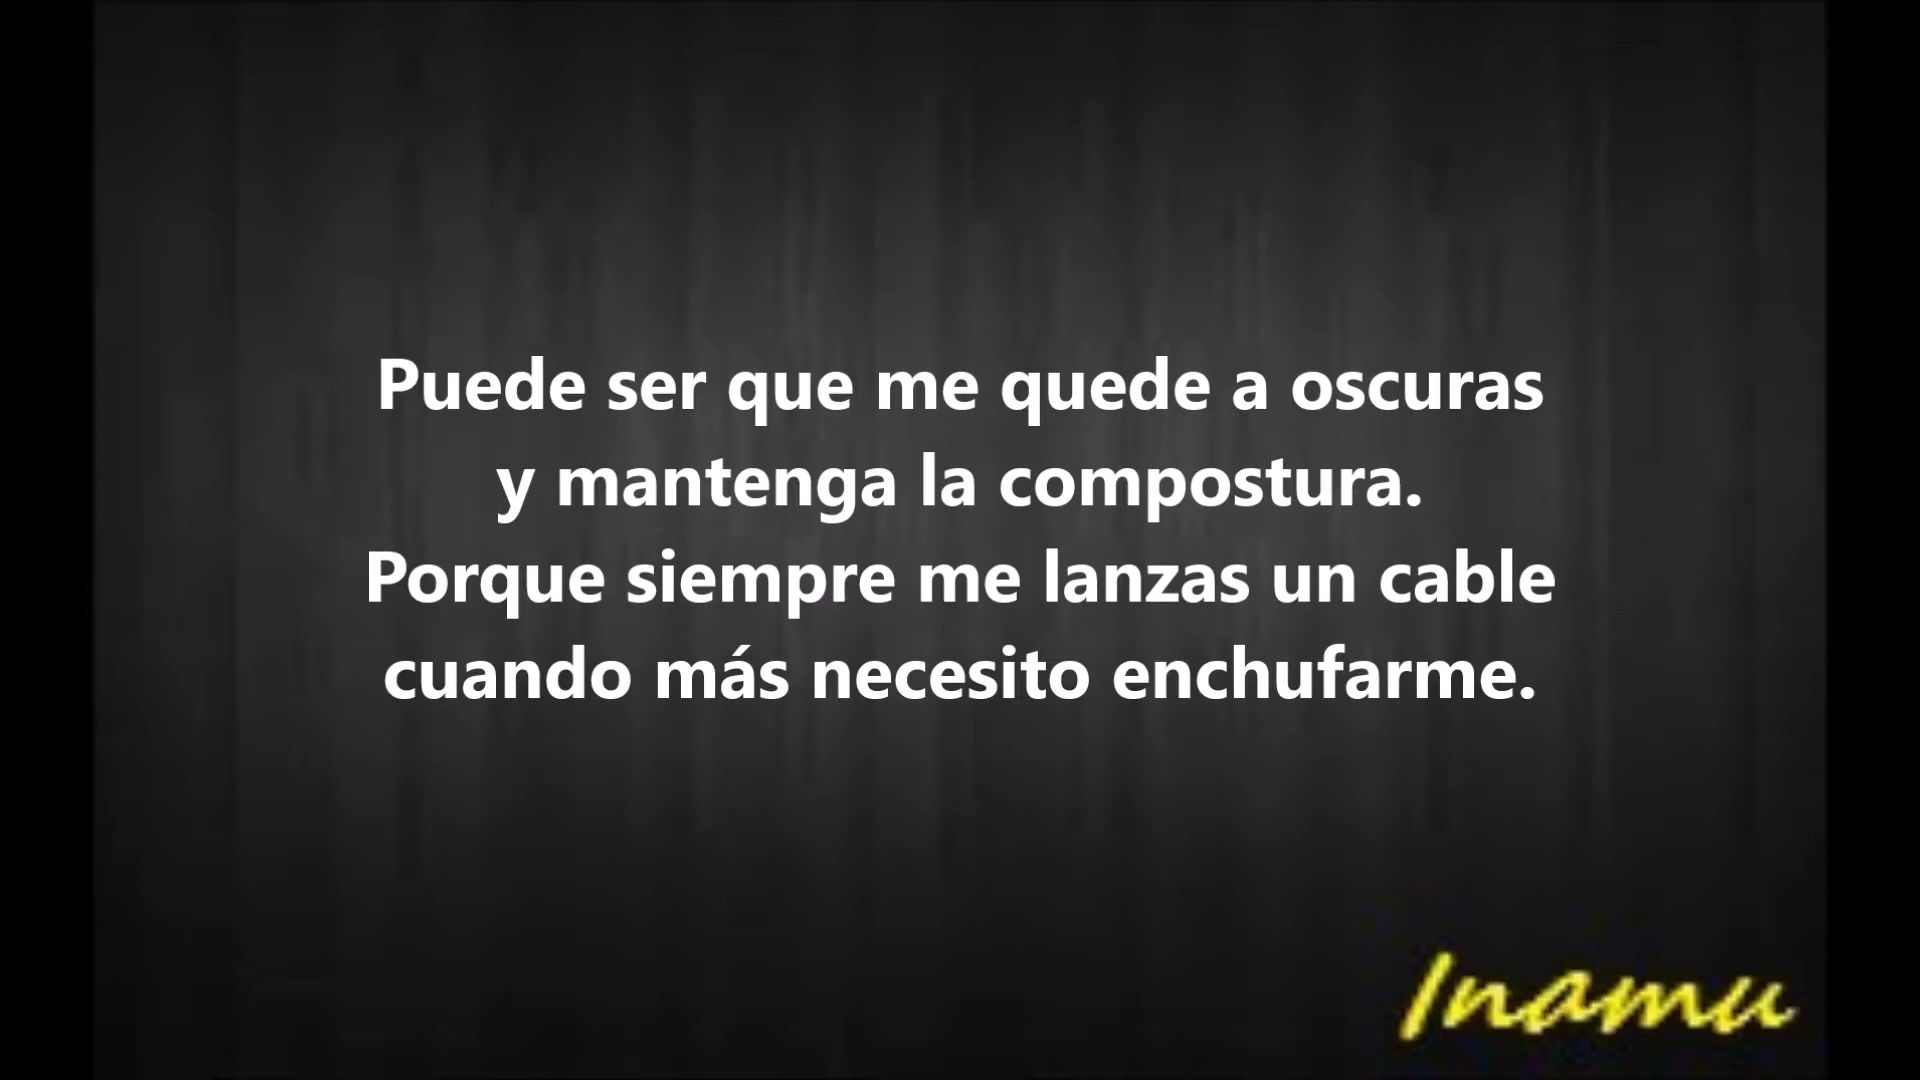 Puede ser que me quede a oscuras
y mantenga la compostura.
Porque siempre me lanzas un cable
cuando más necesito enchufarme.
Inamu